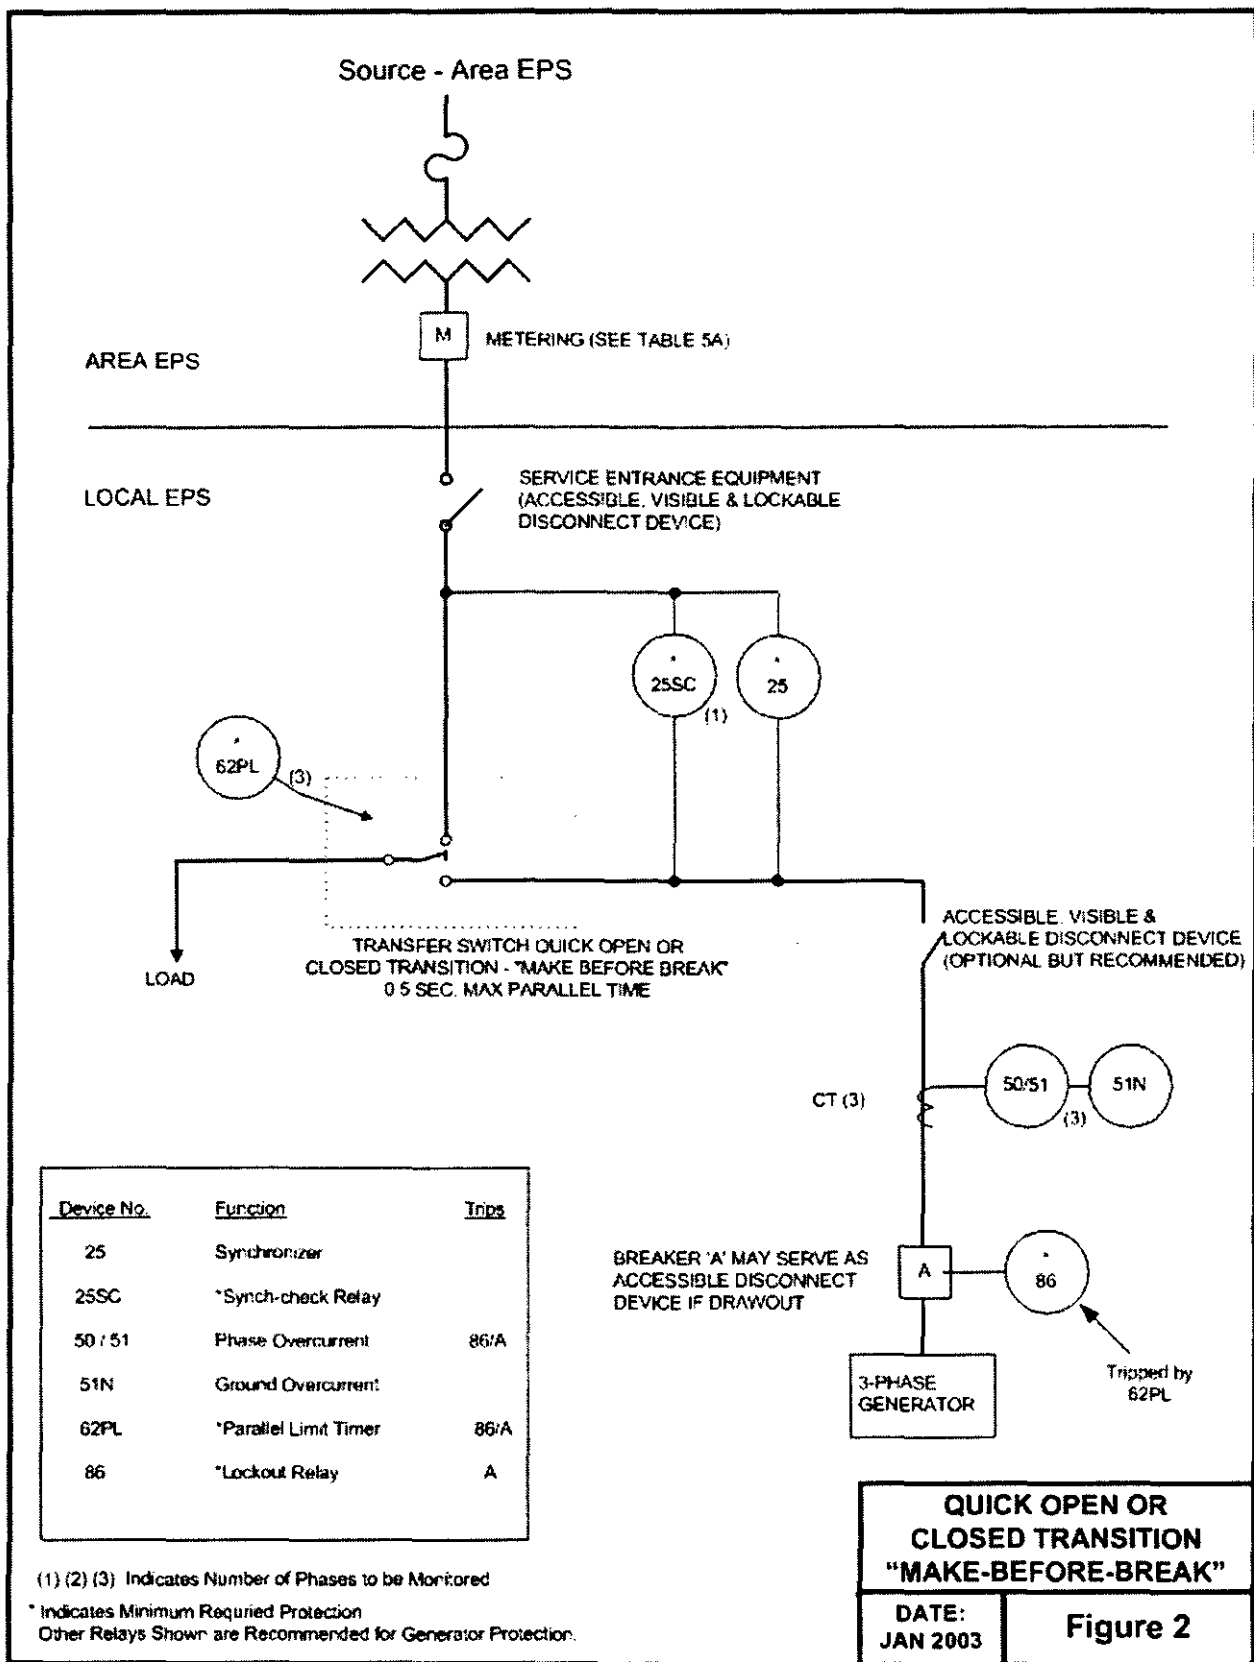 Source - Area EPS
M
METERING (SEE TABLE 5A)
AREA EPS
LOCAL EPS
SERVICE ENTRANCE EQUIPMENT
(ACCESSIBLE, VISIBLE & LOCKABLE
DISCONNECT DEVICE)
*
25SC
(1)
*
25
*
62PL
(3)
LOAD
TRANSFER SWITCH QUICK OPEN OR
CLOSED TRANSITION - "MAKE BEFORE BREAK"
0.5 SEC. MAX PARALLEL TIME
ACCESSIBLE, VISIBLE &
LOCKABLE DISCONNECT DEVICE
(OPTIONAL BUT RECOMMENDED)
CT (3)
50/51
(3)
51N
BREAKER 'A' MAY SERVE AS
ACCESSIBLE DISCONNECT
DEVICE IF DRAWOUT
A
*
86
Tripped by
62PL
3-PHASE
GENERATOR
Device No. Function Trips
25 Synchronizer
25SC *Synch-check Relay
50 / 51 Phase Overcurrent 86/A
51N Ground Overcurrent
62PL *Parallel Limit Timer 86/A
86 *Lockout Relay A
(1) (2) (3) Indicates Number of Phases to be Monitored
* Indicates Minimum Requried Protection
Other Relays Shown are Recommended for Generator Protection.
QUICK OPEN OR
CLOSED TRANSITION
"MAKE-BEFORE-BREAK"
DATE:
JAN 2003
Figure 2